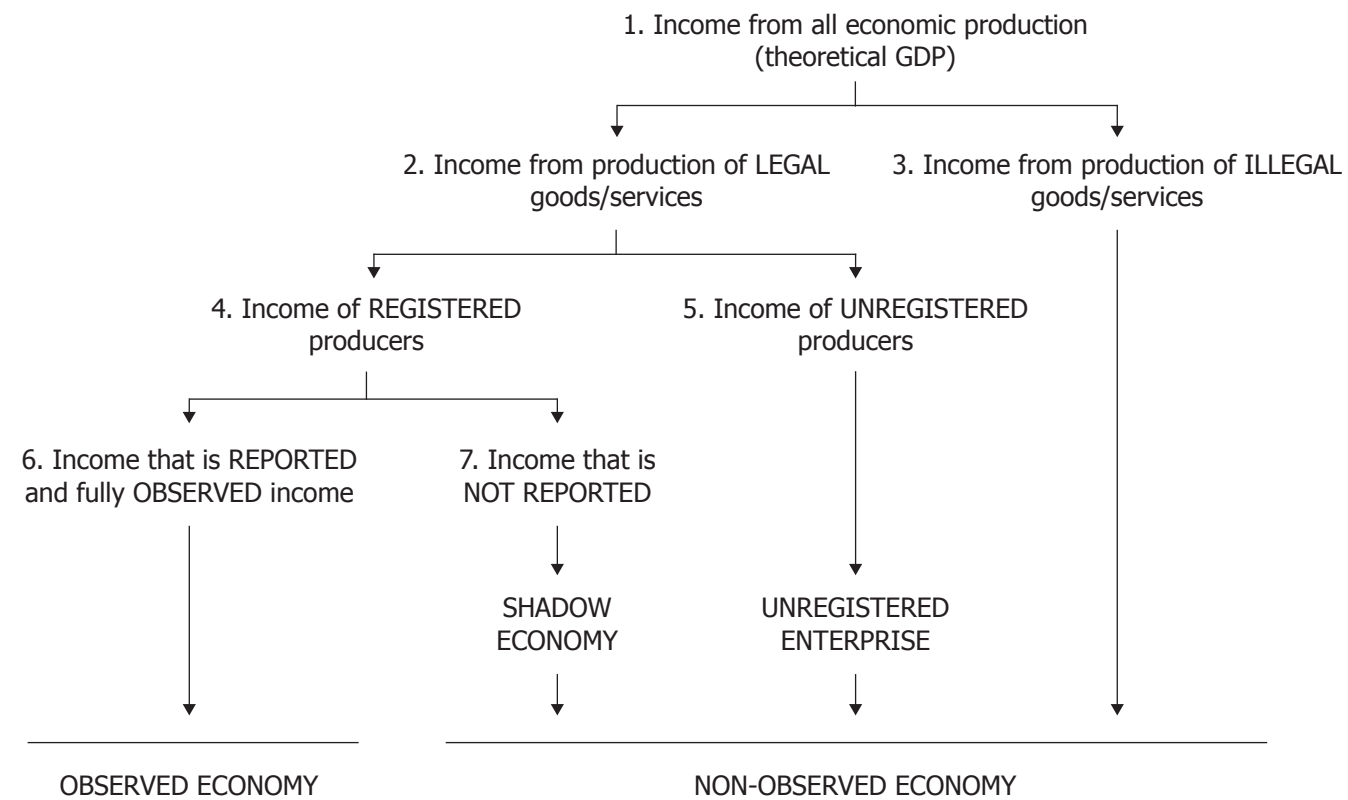 1. Income from all economic production
(theoretical GDP)
2. Income from production of LEGAL
goods/services
3. Income from production of ILLEGAL
goods/services
4. Income of REGISTERED
producers
5. Income of UNREGISTERED
producers
6. Income that is REPORTED
and fully OBSERVED income
7. Income that is
NOT REPORTED
SHADOW
ECONOMY
UNREGISTERED
ENTERPRISE
OBSERVED ECONOMY
NON-OBSERVED ECONOMY